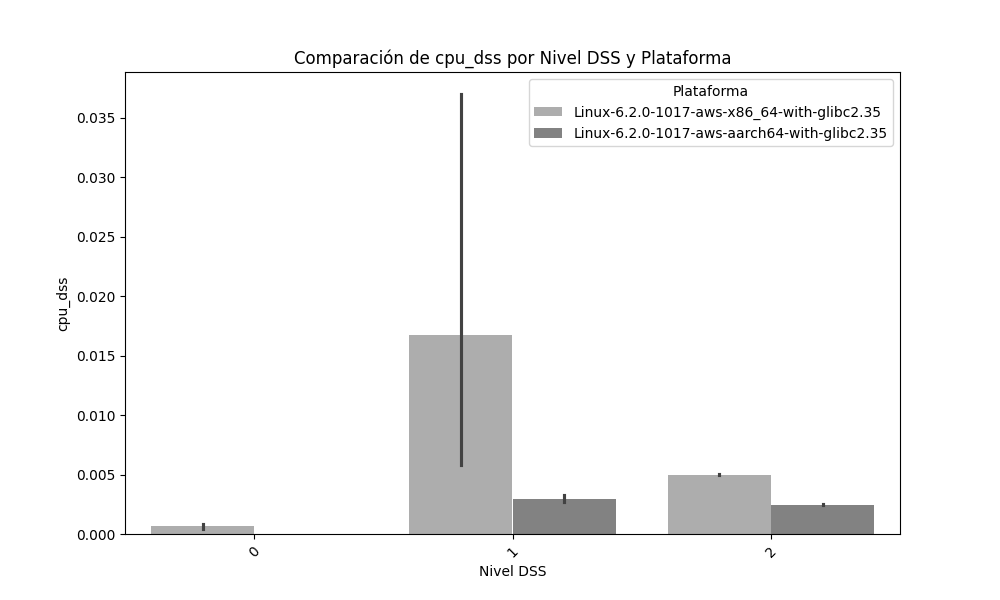 Comparación de cpu_dss por Nivel DSS y Plataforma
Plataforma
Linux-6.2.0-1017-aws-x86_64-with-glibc2.35
Linux-6.2.0-1017-aws-aarch64-with-glibc2.35
cpu_dss
0.035
0.030
0.025
0.020
0.015
0.010
0.005
0.000
0
1
2
Nivel DSS